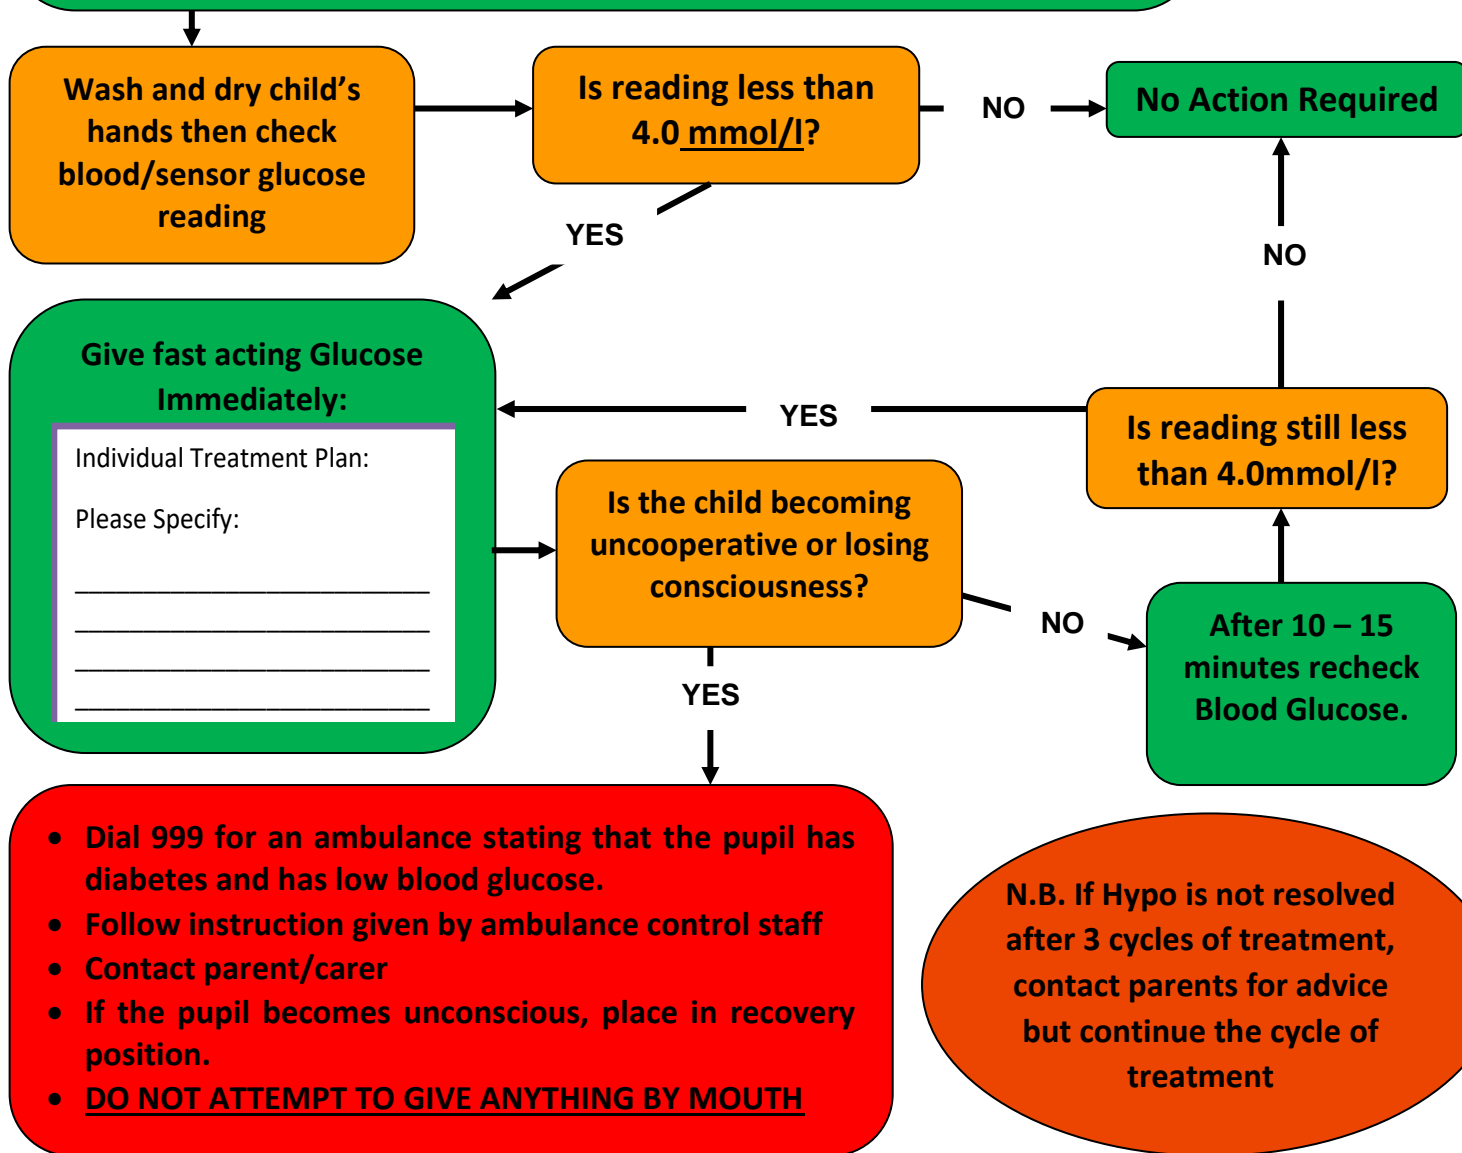 Wash and dry child’s
hands then check
blood/sensor glucose
reading
Is reading less than
4.0 mmol/l?
NO
No Action Required
YES
NO
Give fast acting Glucose
Immediately:
Individual Treatment Plan:
Please Specify:
YES
Is reading still less
than 4.0mmol/l?
Is the child becoming
uncooperative or losing
consciousness?
NO
After 10 – 15
minutes recheck
Blood Glucose.
YES
• Dial 999 for an ambulance stating that the pupil has
diabetes and has low blood glucose.
• Follow instruction given by ambulance control staff
• Contact parent/carer
• If the pupil becomes unconscious, place in recovery
position.
• DO NOT ATTEMPT TO GIVE ANYTHING BY MOUTH
N.B. If Hypo is not resolved
after 3 cycles of treatment,
contact parents for advice
but continue the cycle of
treatment